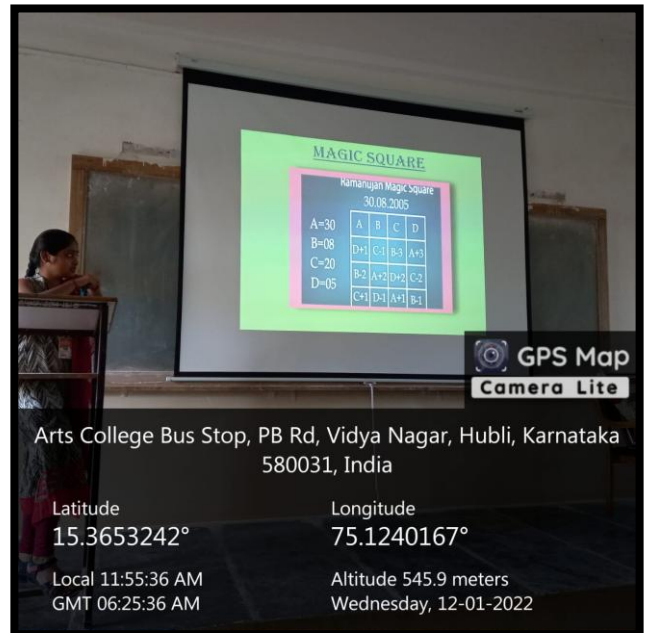 MAGIC SQUARE
Ramanujan Magic Square
30.08.2005
A=30
B=08
C=20
D=05
A B C D
D+1 C-1 B-3 A+3
B-2 A+2 D+2 C-2
C+1 D-1 A+1 B-1
GPS Map
Camera Lite
Arts College Bus Stop, PB Rd, Vidya Nagar, Hubli, Karnataka
580031, India
Latitude
15.3653242°
Longitude
75.1240167°
Local 11:55:36 AM
GMT 06:25:36 AM
Altitude 545.9 meters
Wednesday, 12-01-2022